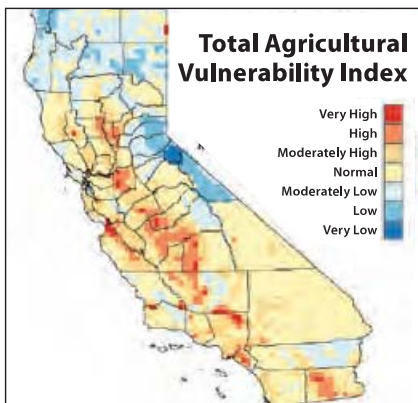 Total Agricultural
Vulnerability Index
Very High
High
Moderately High
Normal
Moderately Low
Low
Very Low